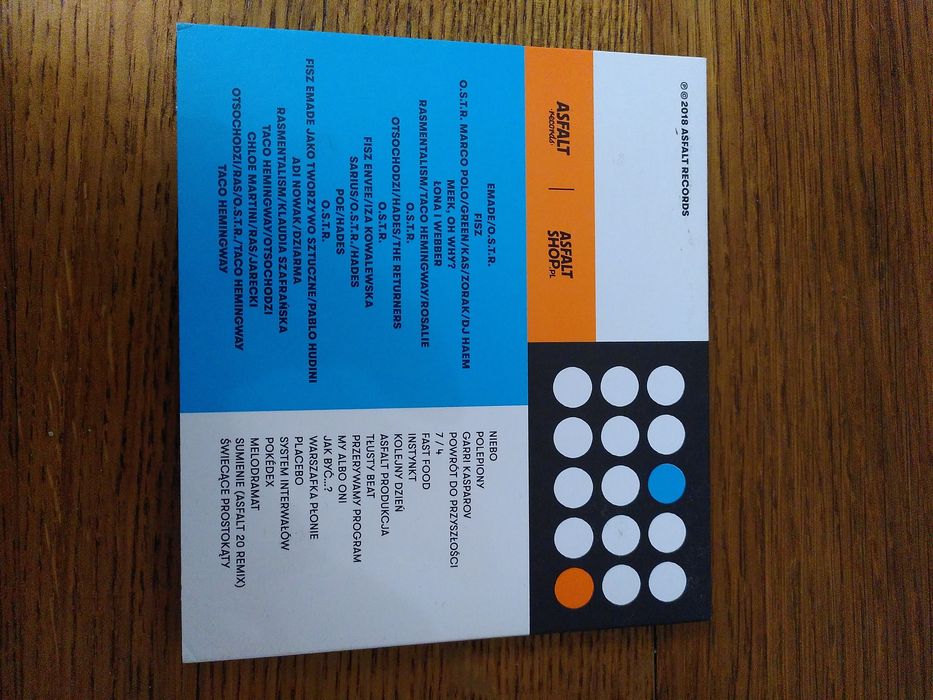 ℗ © 2018 ASFALT RECORDS
ASFALT records | ASFALT SHOP.PL
EMADE/O.S.T.R. NIEBO
FISZ POLEPIONY
O.S.T.R. MARCO POLO/GREEN/KAS/ZORAK/DJ HAEM GARRI KASPAROV
MEEK, OH WHY? POWRÓT DO PRZYSZŁOŚCI
ŁONA I WEBBER 7 / 4
RASMENTALISM/TACO HEMINGWAY/ROSALIE FAST FOOD
O.S.T.R. INSTYNKT
OTSOCHODZI/HADES/THE RETURNERS KOLEJNY DZIEŃ
O.S.T.R. ASFALT PRODUKCJA
FISZ ENVEE/IZA KOWALEWSKA TŁUSTY BEAT
SARIUS/O.S.T.R./HADES PRZERYWAMY PROGRAM
POE/HADES MY ALBO ONI
O.S.T.R. JAK BYĆ...?
FISZ EMADE JAKO TWORZYWO SZTUCZNE/PABLO HUDINI WARSZAFKA PŁONIE
ADI NOWAK/DZIARMA PLACEBO
RASMENTALISM/KLAUDIA SZAFRAŃSKA SYSTEM INTERWAŁÓW
TACO HEMINGWAY/OTSOCHODZI POKÉDEX
CHLOE MARTINI/RAS/JARECKI MELODRAMAT
OTSOCHODZI/RAS/O.S.T.R./TACO HEMINGWAY SUMIENIE (ASFALT 20 REMIX)
TACO HEMINGWAY ŚWIECĄCE PROSTOKĄTY